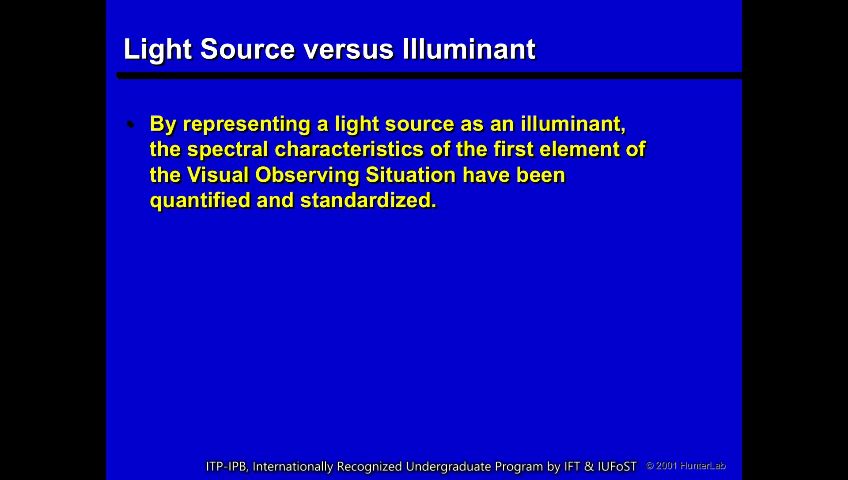 Light Source versus Illuminant
• By representing a light source as an illuminant,
the spectral characteristics of the first element of
the Visual Observing Situation have been
quantified and standardized.
ITP-IPB, Internationally Recognized Undergraduate Program by IFT & IUFoST © 2001 HunterLab